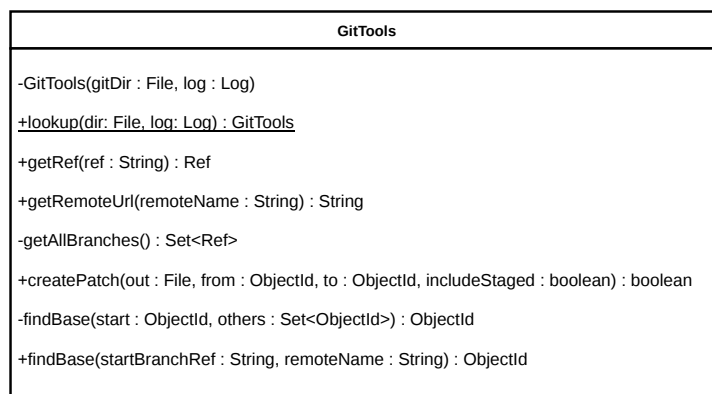 GitTools
-GitTools(gitDir : File, log : Log)
+lookup(dir: File, log: Log) : GitTools
+getRef(ref : String) : Ref
+getRemoteUrl(remoteName : String) : String
-getAllBranches() : Set<Ref>
+createPatch(out : File, from : ObjectId, to : ObjectId, includeStaged : boolean) : boolean
-findBase(start : ObjectId, others : Set<ObjectId>) : ObjectId
+findBase(startBranchRef : String, remoteName : String) : ObjectId